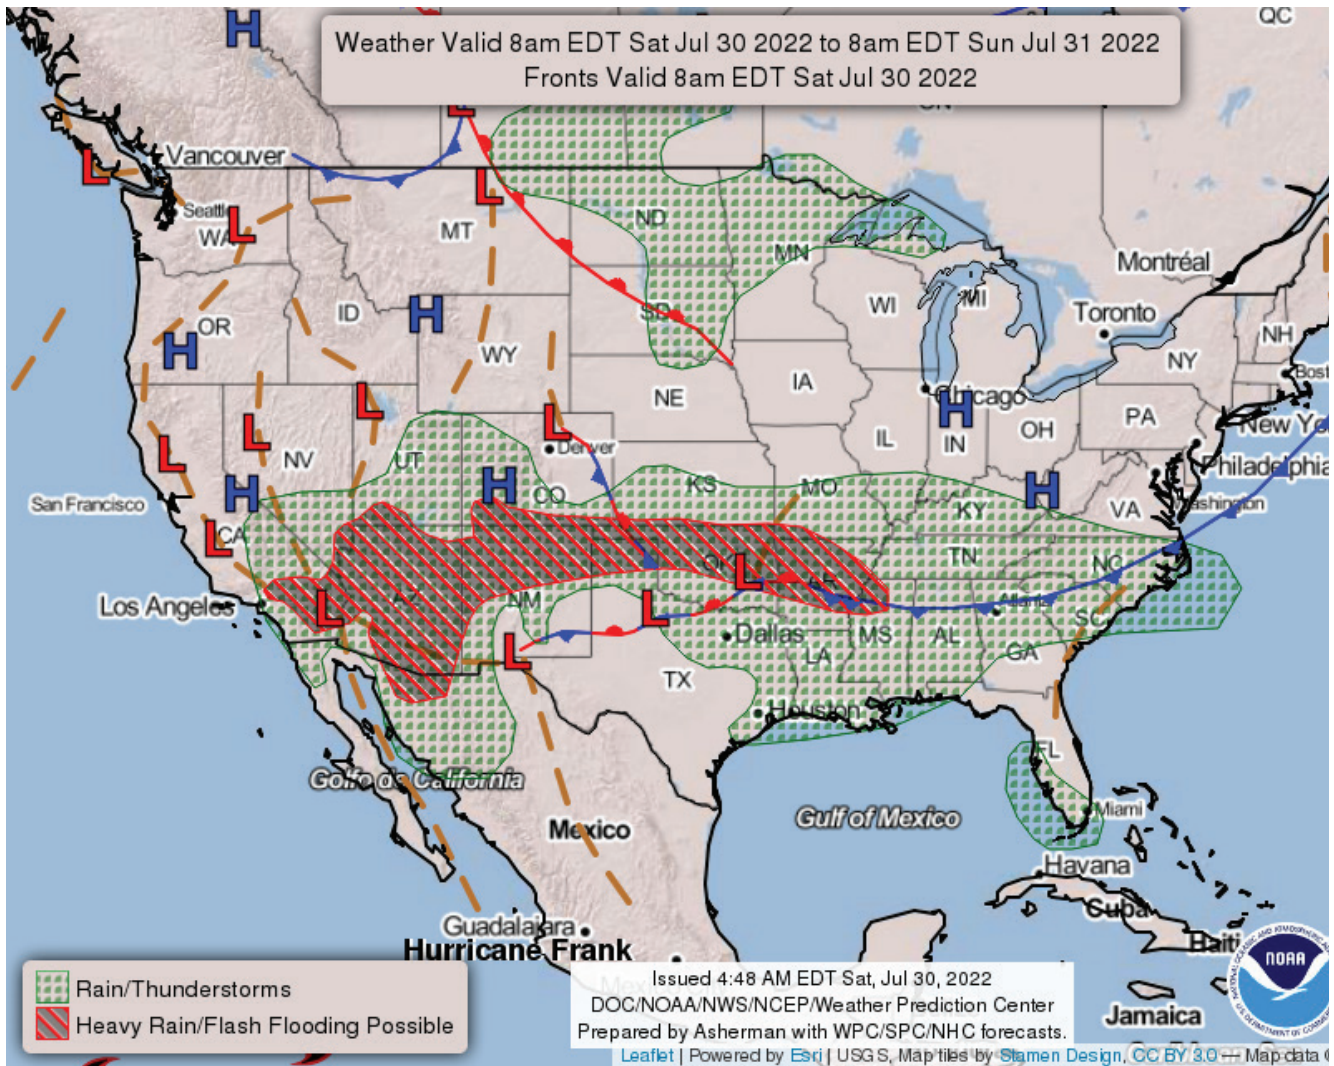 QC
Weather Valid 8am EDT Sat Jul 30 2022 to 8am EDT Sun Jul 31 2022
Fronts Valid 8am EDT Sat Jul 30 2022
H
L
Vancouver
L
L
Seattle
L
WA
MT
ND
MN
Montréal
OR
ID
H
H
WY
SD
WI
MI
Toronto
NH
NY
Bost
L
L
L
L
NV
UT
Denver
NE
IA
Chicago
H
IL
IN
OH
PA
New Yo
Philadelphia
Washington
San Francisco
H
H
CO
KS
MO
KY
H
VA
CA
L
L
OK
AR
TN
NC
Los Angeles
L
AZ
NM
L
L
Dallas
MS
AL
Atlanta
SC
GA
LA
TX
Houston
FL
Golfo de California
Gulf of Mexico
Miami
Mexico
Havana
Cuba
Guadalajara
Hurricane Frank
Haiti
NOAA
Jamaica
Rain/Thunderstorms
Heavy Rain/Flash Flooding Possible
Issued 4:48 AM EDT Sat, Jul 30, 2022
DOC/NOAA/NWS/NCEP/Weather Prediction Center
Prepared by Asherman with WPC/SPC/NHC forecasts.
Leaflet | Powered by Esri | USGS, Map tiles by Stamen Design, CC BY 3.0 — Map data ©